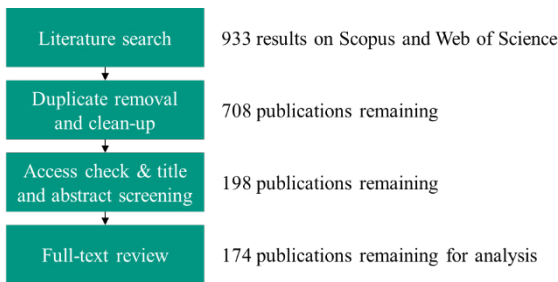 Literature search
933 results on Scopus and Web of Science
Duplicate removal
and clean-up
708 publications remaining
Access check & title
and abstract screening
198 publications remaining
Full-text review
174 publications remaining for analysis